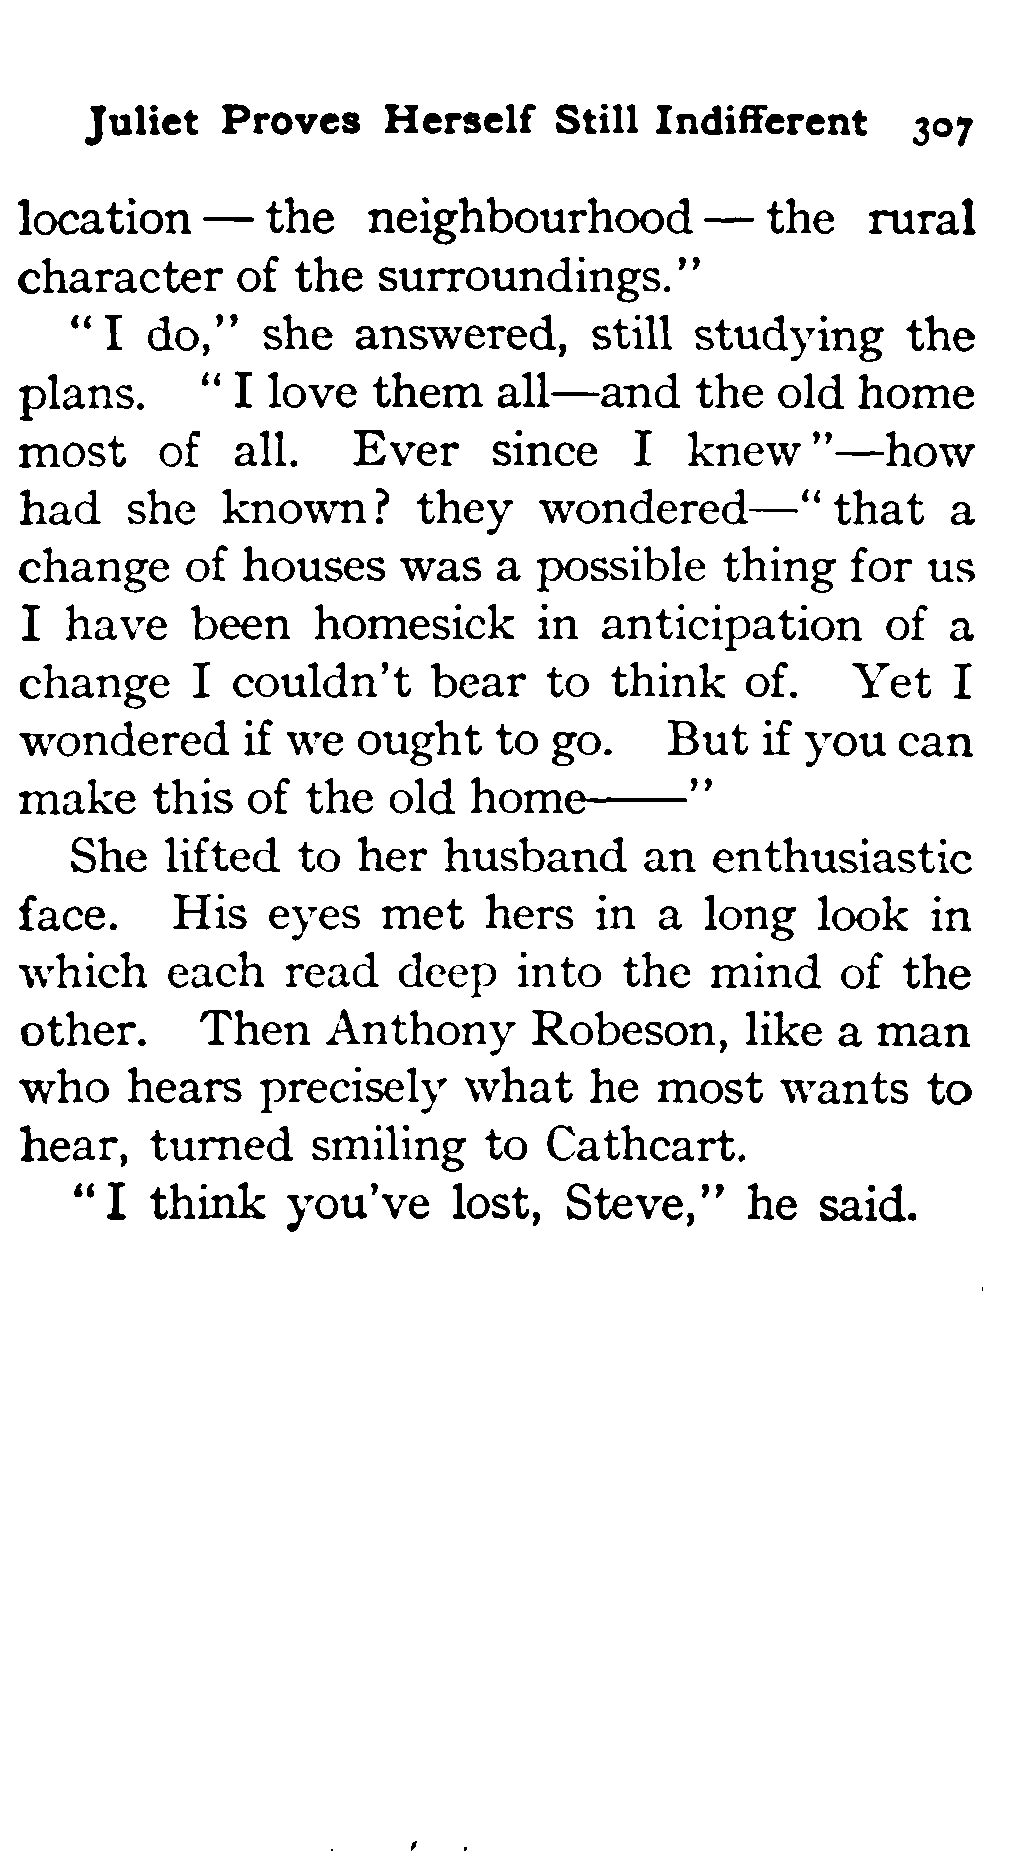 Juliet Proves Herself Still Indifferent 307
location — the neighbourhood — the rural
character of the surroundings."
"I do," she answered, still studying the
plans. "I love them all—and the old home
most of all. Ever since I knew"—how
had she known? they wondered—"that a
change of houses was a possible thing for us
I have been homesick in anticipation of a
change I couldn't bear to think of. Yet I
wondered if we ought to go. But if you can
make this of the old home——"
She lifted to her husband an enthusiastic
face. His eyes met hers in a long look in
which each read deep into the mind of the
other. Then Anthony Robeson, like a man
who hears precisely what he most wants to
hear, turned smiling to Cathcart.
"I think you've lost, Steve," he said.